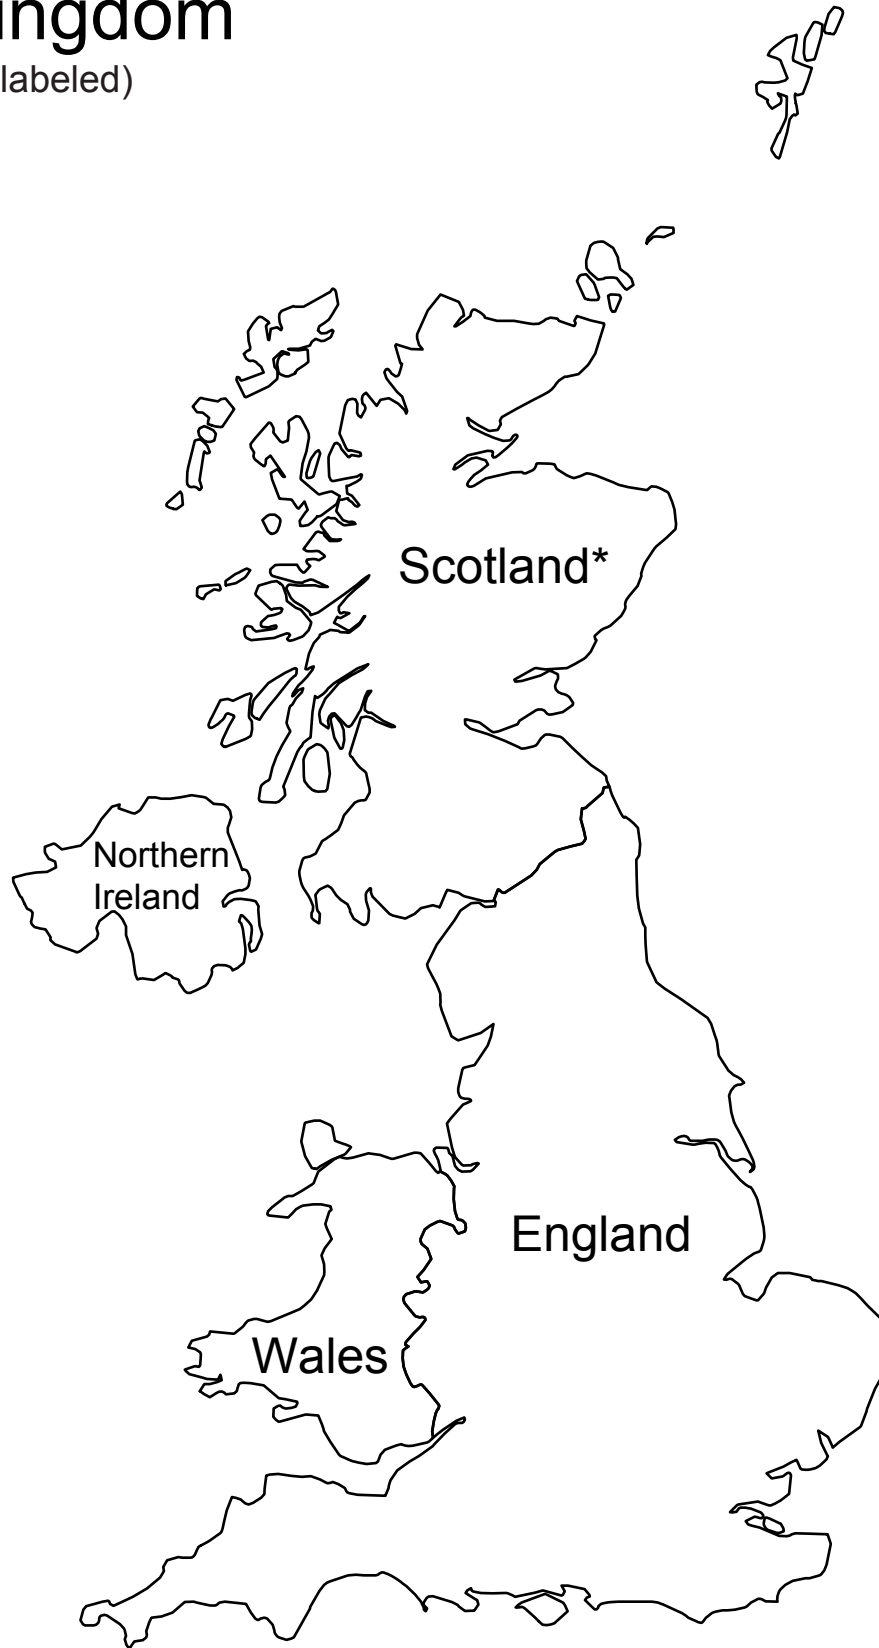 ingdom
labeled)
Scotland*
Northern
Ireland
England
Wales